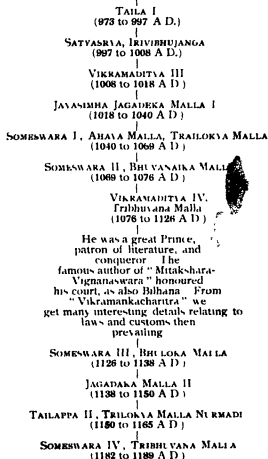 TAILA I
(973 to 997 A D.)
SATYASRYA, IRIVIBHUJANGA
(997 to 1008 A D.)
VIKRAMADITYA III
(1008 to 1018 A D)
JAYASIMHA JAGADEKA MALLA I
(1018 to 1040 A D)
SOMESWARA I, AHAVA MALLA, TRAILOKYA MALLA
(1040 to 1069 A D)
SOMESWARA II, BHUVANAIKA MALLA
(1069 to 1076 A D)
VIKRAMADITYA IV,
Tribhuvana Malla
(1076 to 1126 A D)
He was a great Prince,
patron of literature, and
conqueror The
famous author of " Mitakshara-
Vignanaswara " honoured
his court, as also Bilhana From
" Vikramankacharitra " we
get many interesting details relating to
laws and customs then
prevailing
SOMESWARA III, BHULOKA MALLA
(1126 to 1138 A D)
JAGADAKA MALLA II
(1138 to 1150 A D)
TAILAPPA II, TRILOKYA MALLA NURMADI
(1150 to 1165 A D)
SOMESWARA IV, TRIBHUVANA MALLA
(1182 to 1189 A D)